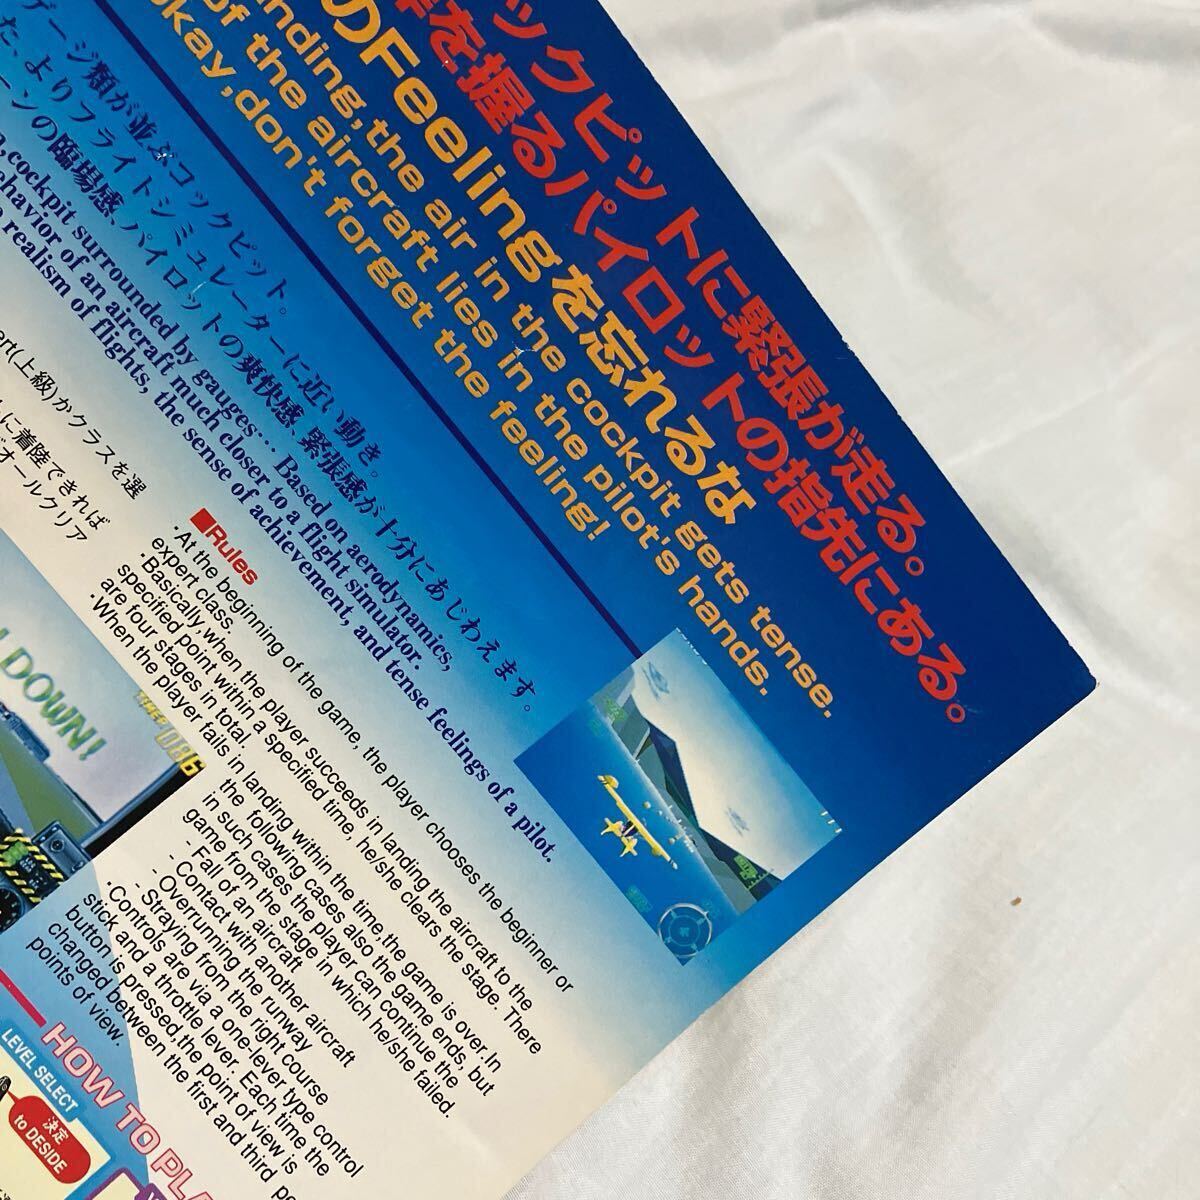 ックピットに緊張が走る。
を握るパイロットの指先にある。
のFeelingを忘れるな
nding,the air in the cockpit gets tense.
of the aircraft lies in the pilot's hands.
okay,don't forget the feeling!
ゲージ類が並ぶコックピット。
た、よりフライトシミュレーターに近い動き。
ーンの臨場感、パイロットの爽快感、緊張感が十分にあじわえます。
cockpit surrounded by gauges… Based on aerodynamics,
behavior of an aircraft much closer to a flight simulator.
realism of flights, the sense of achievement, and tense feelings of a pilot.
ert(上級)かクラスを選
に着陸できれば
オールクリア
■Rules
・At the beginning of the game, the player chooses the beginner or
expert class.
・Basically,when the player succeeds in landing the aircraft to the
specified point within a specified time, he/she clears the stage. There
are four stages in total.
・When the player fails in landing within the time,the game is over.In
the following cases also the game ends, but
in such cases the player can continue the
game from the stage in which he/she failed.
- Fall of an aircraft
- Contact with another aircraft
- Overrunning the runway
- Straying from the right course
・Controls are via a one-lever type control
stick and a throttle lever. Each time the
button is pressed,the point of view is
changed between the first and third
points of view.
DOWN!
086
HOW TO PLA
LEVEL SELECT
決定
to DESIDE